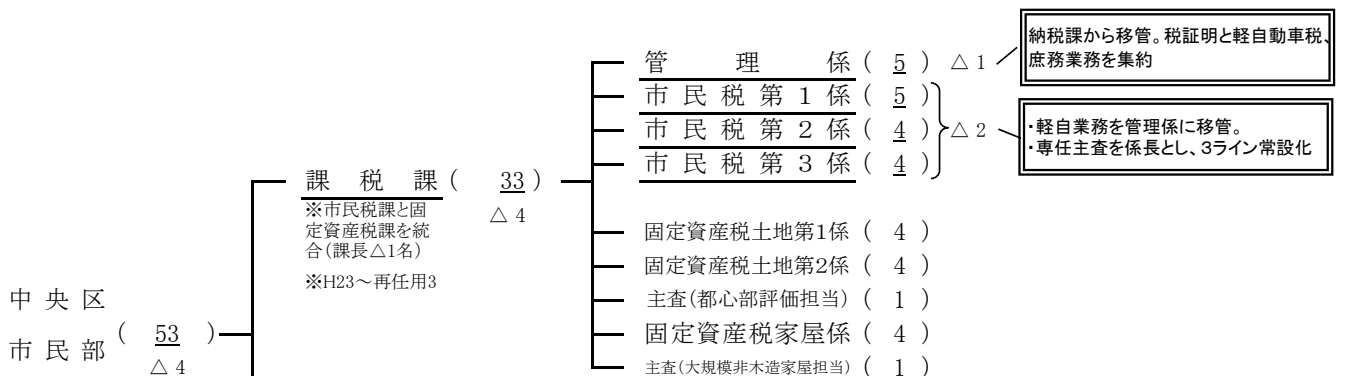 納税課から移管。税証明と軽自動車税、
庶務業務を集約
管理係( 5 ) △1
市民税第1係( 5 )
市民税第2係( 4 ) △2
市民税第3係( 4 )
・軽自業務を管理係に移管。
・専任主査を係長とし、3ライン常設化
課税課( 33 )
△4
※市民税課と固
定資産税課を統
合(課長△1名)
※H23~再任用3
固定資産税土地第1係( 4 )
固定資産税土地第2係( 4 )
主査(都心部評価担当)( 1 )
固定資産税家屋係( 4 )
主査(大規模非木造家屋担当)( 1 )
中央区
市民部( 53 )
△4